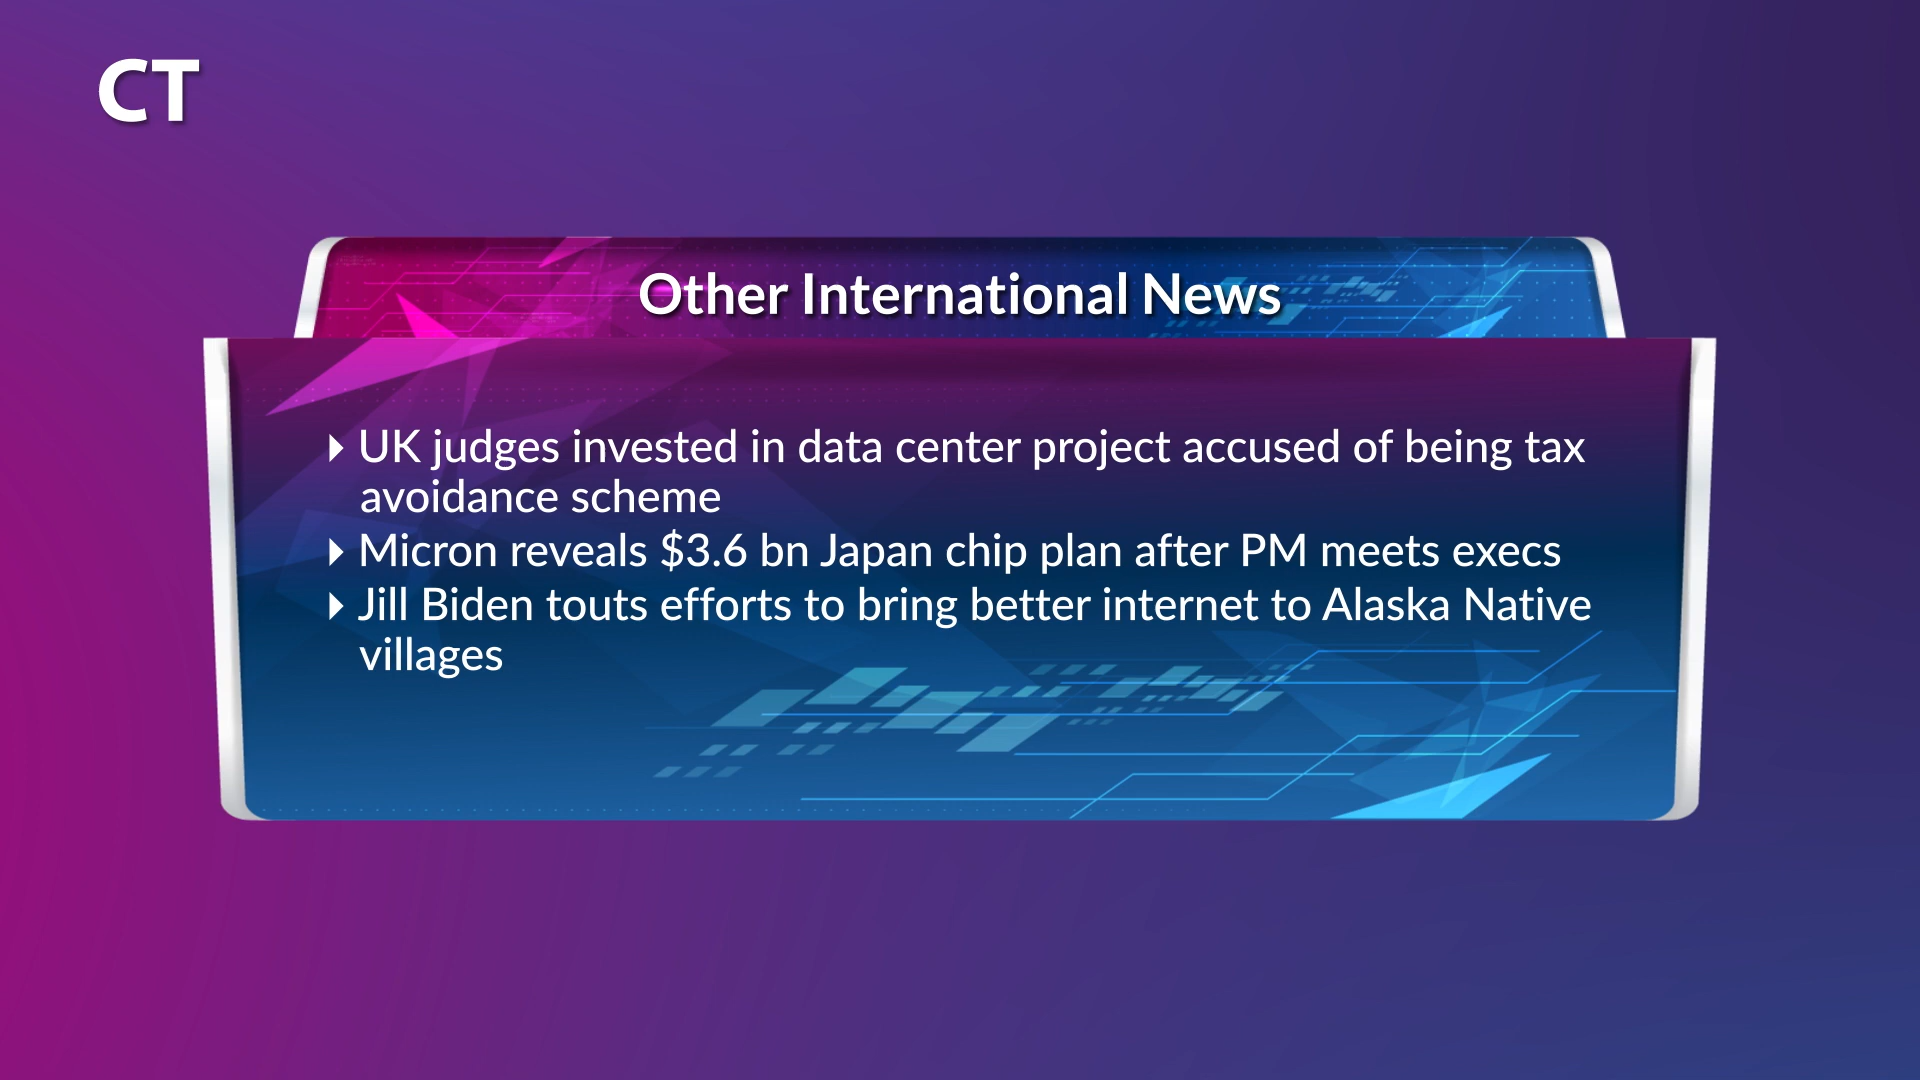 CT
Other International News
UK judges invested in data center project accused of being tax
avoidance scheme
Micron reveals $3.6 bn Japan chip plan after PM meets execs
Jill Biden touts efforts to bring better internet to Alaska Native
villages